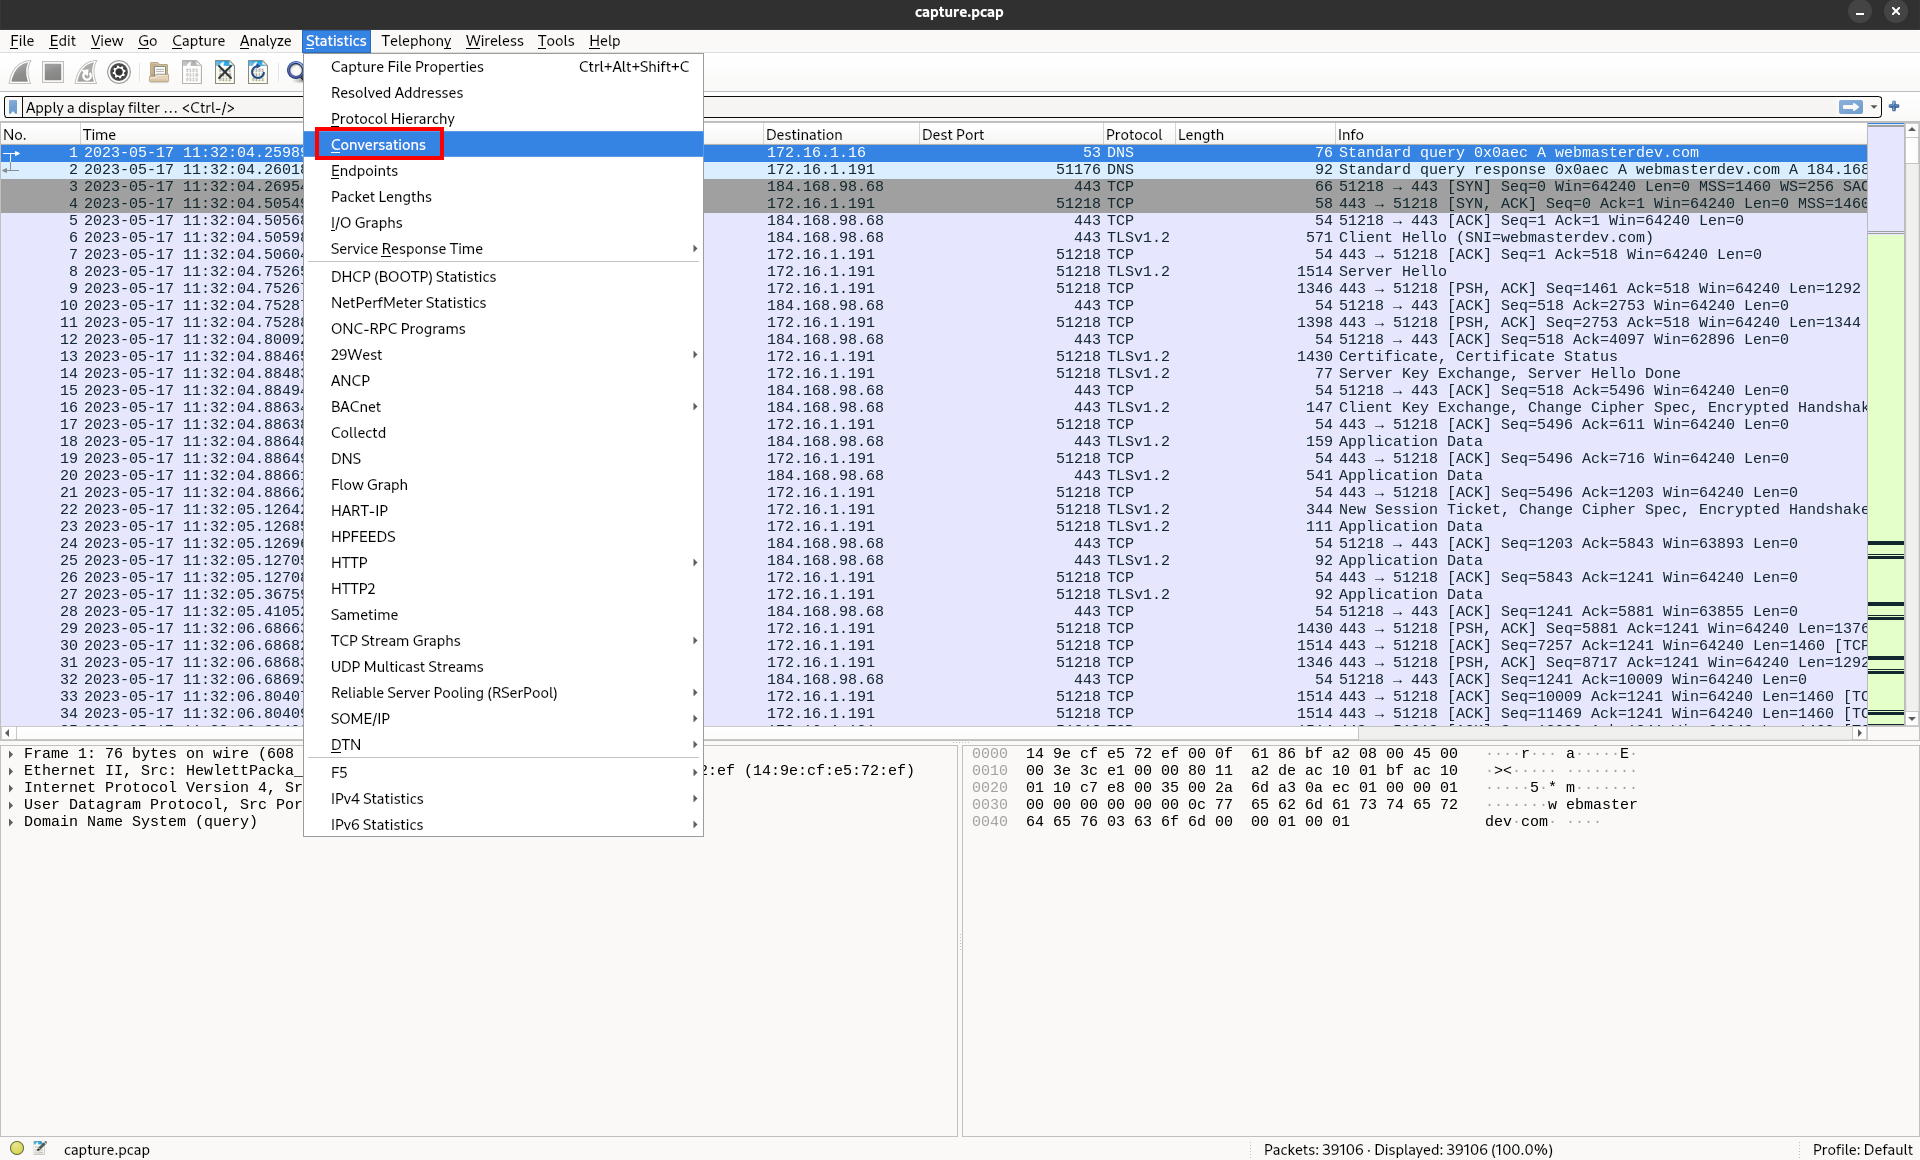 capture.pcap
File Edit View Go Capture Analyze Statistics Telephony Wireless Tools Help
Apply a display filter … <Ctrl-/>
Capture File Properties Ctrl+Alt+Shift+C
Resolved Addresses
Protocol Hierarchy
Conversations
Endpoints
Packet Lengths
I/O Graphs
Service Response Time
DHCP (BOOTP) Statistics
NetPerfMeter Statistics
ONC-RPC Programs
29West
ANCP
BACnet
Collectd
DNS
Flow Graph
HART-IP
HPFEEDS
HTTP
HTTP2
Sametime
TCP Stream Graphs
UDP Multicast Streams
Reliable Server Pooling (RSerPool)
SOME/IP
DTN
F5
IPv4 Statistics
IPv6 Statistics
No. Time Destination Dest Port Protocol Length Info
1 2023-05-17 11:32:04.25989 172.16.1.16 53 DNS 76 Standard query 0x0aec A webmasterdev.com
2 2023-05-17 11:32:04.26018 172.16.1.191 51176 DNS 92 Standard query response 0x0aec A webmasterdev.com A 184.168
3 2023-05-17 11:32:04.26954 184.168.98.68 443 TCP 66 51218 → 443 [SYN] Seq=0 Win=64240 Len=0 MSS=1460 WS=256 SAC
4 2023-05-17 11:32:04.50549 172.16.1.191 51218 TCP 58 443 → 51218 [SYN, ACK] Seq=0 Ack=1 Win=64240 Len=0 MSS=1460
5 2023-05-17 11:32:04.50568 184.168.98.68 443 TCP 54 51218 → 443 [ACK] Seq=1 Ack=1 Win=64240 Len=0
6 2023-05-17 11:32:04.50598 184.168.98.68 443 TLSv1.2 571 Client Hello (SNI=webmasterdev.com)
7 2023-05-17 11:32:04.50604 172.16.1.191 51218 TCP 54 443 → 51218 [ACK] Seq=1 Ack=518 Win=64240 Len=0
8 2023-05-17 11:32:04.75265 172.16.1.191 51218 TLSv1.2 1514 Server Hello
9 2023-05-17 11:32:04.75267 172.16.1.191 51218 TCP 1346 443 → 51218 [PSH, ACK] Seq=1461 Ack=518 Win=64240 Len=1292
10 2023-05-17 11:32:04.75287 184.168.98.68 443 TCP 54 51218 → 443 [ACK] Seq=518 Ack=2753 Win=64240 Len=0
11 2023-05-17 11:32:04.75288 172.16.1.191 51218 TCP 1398 443 → 51218 [PSH, ACK] Seq=2753 Ack=518 Win=64240 Len=1344
12 2023-05-17 11:32:04.80092 184.168.98.68 443 TCP 54 51218 → 443 [ACK] Seq=518 Ack=4097 Win=62896 Len=0
13 2023-05-17 11:32:04.88465 172.16.1.191 51218 TLSv1.2 1430 Certificate, Certificate Status
14 2023-05-17 11:32:04.88483 172.16.1.191 51218 TLSv1.2 77 Server Key Exchange, Server Hello Done
15 2023-05-17 11:32:04.88494 184.168.98.68 443 TCP 54 51218 → 443 [ACK] Seq=518 Ack=5496 Win=64240 Len=0
16 2023-05-17 11:32:04.88634 184.168.98.68 443 TLSv1.2 147 Client Key Exchange, Change Cipher Spec, Encrypted Handshak
17 2023-05-17 11:32:04.88638 172.16.1.191 51218 TCP 54 443 → 51218 [ACK] Seq=5496 Ack=611 Win=64240 Len=0
18 2023-05-17 11:32:04.88648 184.168.98.68 443 TLSv1.2 159 Application Data
19 2023-05-17 11:32:04.88649 172.16.1.191 51218 TCP 54 443 → 51218 [ACK] Seq=5496 Ack=716 Win=64240 Len=0
20 2023-05-17 11:32:04.88661 184.168.98.68 443 TLSv1.2 541 Application Data
21 2023-05-17 11:32:04.88662 172.16.1.191 51218 TCP 54 443 → 51218 [ACK] Seq=5496 Ack=1203 Win=64240 Len=0
22 2023-05-17 11:32:05.12642 172.16.1.191 51218 TLSv1.2 344 New Session Ticket, Change Cipher Spec, Encrypted Handshake
23 2023-05-17 11:32:05.12685 172.16.1.191 51218 TLSv1.2 111 Application Data
24 2023-05-17 11:32:05.12696 184.168.98.68 443 TCP 54 51218 → 443 [ACK] Seq=1203 Ack=5843 Win=63893 Len=0
25 2023-05-17 11:32:05.12705 184.168.98.68 443 TLSv1.2 92 Application Data
26 2023-05-17 11:32:05.12708 172.16.1.191 51218 TCP 54 443 → 51218 [ACK] Seq=5843 Ack=1241 Win=64240 Len=0
27 2023-05-17 11:32:05.36759 172.16.1.191 51218 TLSv1.2 92 Application Data
28 2023-05-17 11:32:05.41052 184.168.98.68 443 TCP 54 51218 → 443 [ACK] Seq=1241 Ack=5881 Win=63855 Len=0
29 2023-05-17 11:32:06.68663 172.16.1.191 51218 TCP 1430 443 → 51218 [PSH, ACK] Seq=5881 Ack=1241 Win=64240 Len=1376
30 2023-05-17 11:32:06.68682 172.16.1.191 51218 TCP 1514 443 → 51218 [ACK] Seq=7257 Ack=1241 Win=64240 Len=1460 [TCP
31 2023-05-17 11:32:06.68683 172.16.1.191 51218 TCP 1346 443 → 51218 [PSH, ACK] Seq=8717 Ack=1241 Win=64240 Len=1292
32 2023-05-17 11:32:06.68693 184.168.98.68 443 TCP 54 51218 → 443 [ACK] Seq=1241 Ack=10009 Win=64240 Len=0
33 2023-05-17 11:32:06.80407 172.16.1.191 51218 TCP 1514 443 → 51218 [ACK] Seq=10009 Ack=1241 Win=64240 Len=1460 [TC
34 2023-05-17 11:32:06.80409 172.16.1.191 51218 TCP 1514 443 → 51218 [ACK] Seq=11469 Ack=1241 Win=64240 Len=1460 [TC
Frame 1: 76 bytes on wire (608
Ethernet II, Src: HewlettPacka_ 2:ef (14:9e:cf:e5:72:ef)
Internet Protocol Version 4, Sr
User Datagram Protocol, Src Por
Domain Name System (query)
0000 14 9e cf e5 72 ef 00 0f 61 86 bf a2 08 00 45 00 ····r··· a·····E·
0010 00 3e 3c e1 00 00 80 11 a2 de ac 10 01 bf ac 10 ·><····· ········
0020 01 10 c7 e8 00 35 00 2a 6d a3 0a ec 01 00 00 01 ·····5·* m·······
0030 00 00 00 00 00 00 0c 77 65 62 6d 61 73 74 65 72 ·······w ebmaster
0040 64 65 76 03 63 6f 6d 00 00 01 00 01 dev·com· ····
capture.pcap Packets: 39106 · Displayed: 39106 (100.0%) Profile: Default